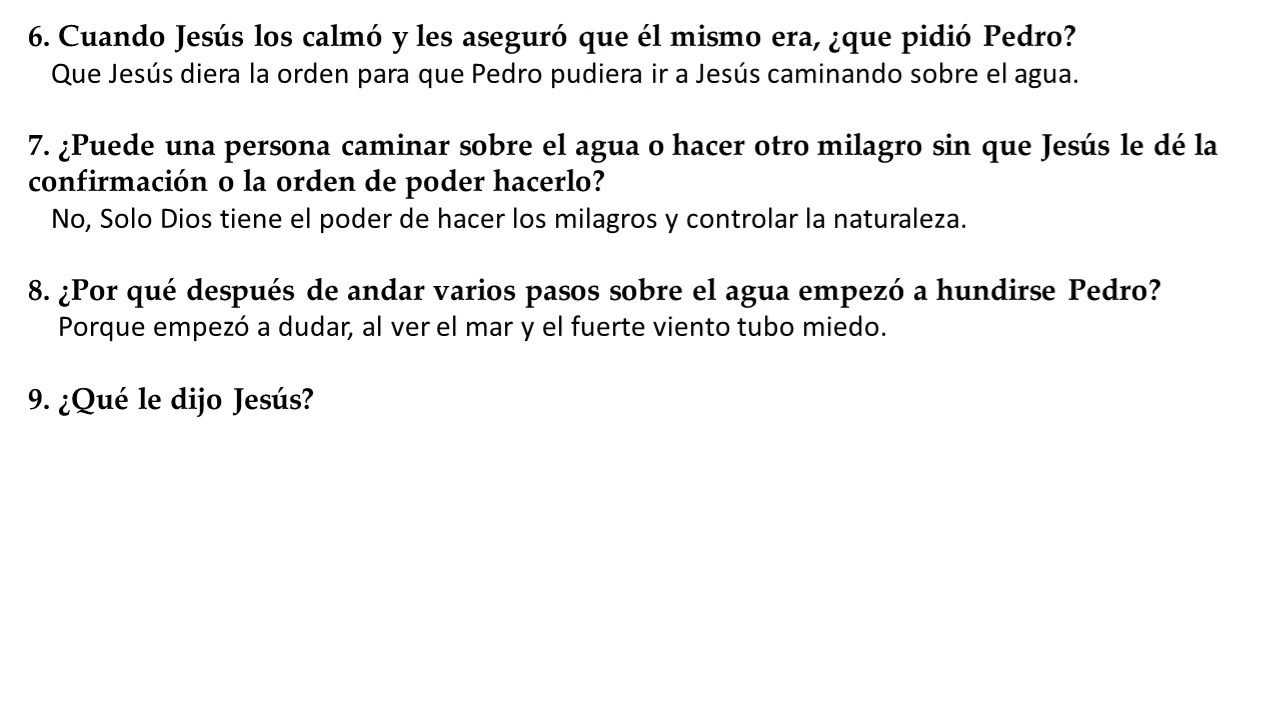 6. Cuando Jesús los calmó y les aseguró que él mismo era, ¿que pidió Pedro?
Que Jesús diera la orden para que Pedro pudiera ir a Jesús caminando sobre el agua.
7. ¿Puede una persona caminar sobre el agua o hacer otro milagro sin que Jesús le dé la
confirmación o la orden de poder hacerlo?
No, Solo Dios tiene el poder de hacer los milagros y controlar la naturaleza.
8. ¿Por qué después de andar varios pasos sobre el agua empezó a hundirse Pedro?
Porque empezó a dudar, al ver el mar y el fuerte viento tubo miedo.
9. ¿Qué le dijo Jesús?